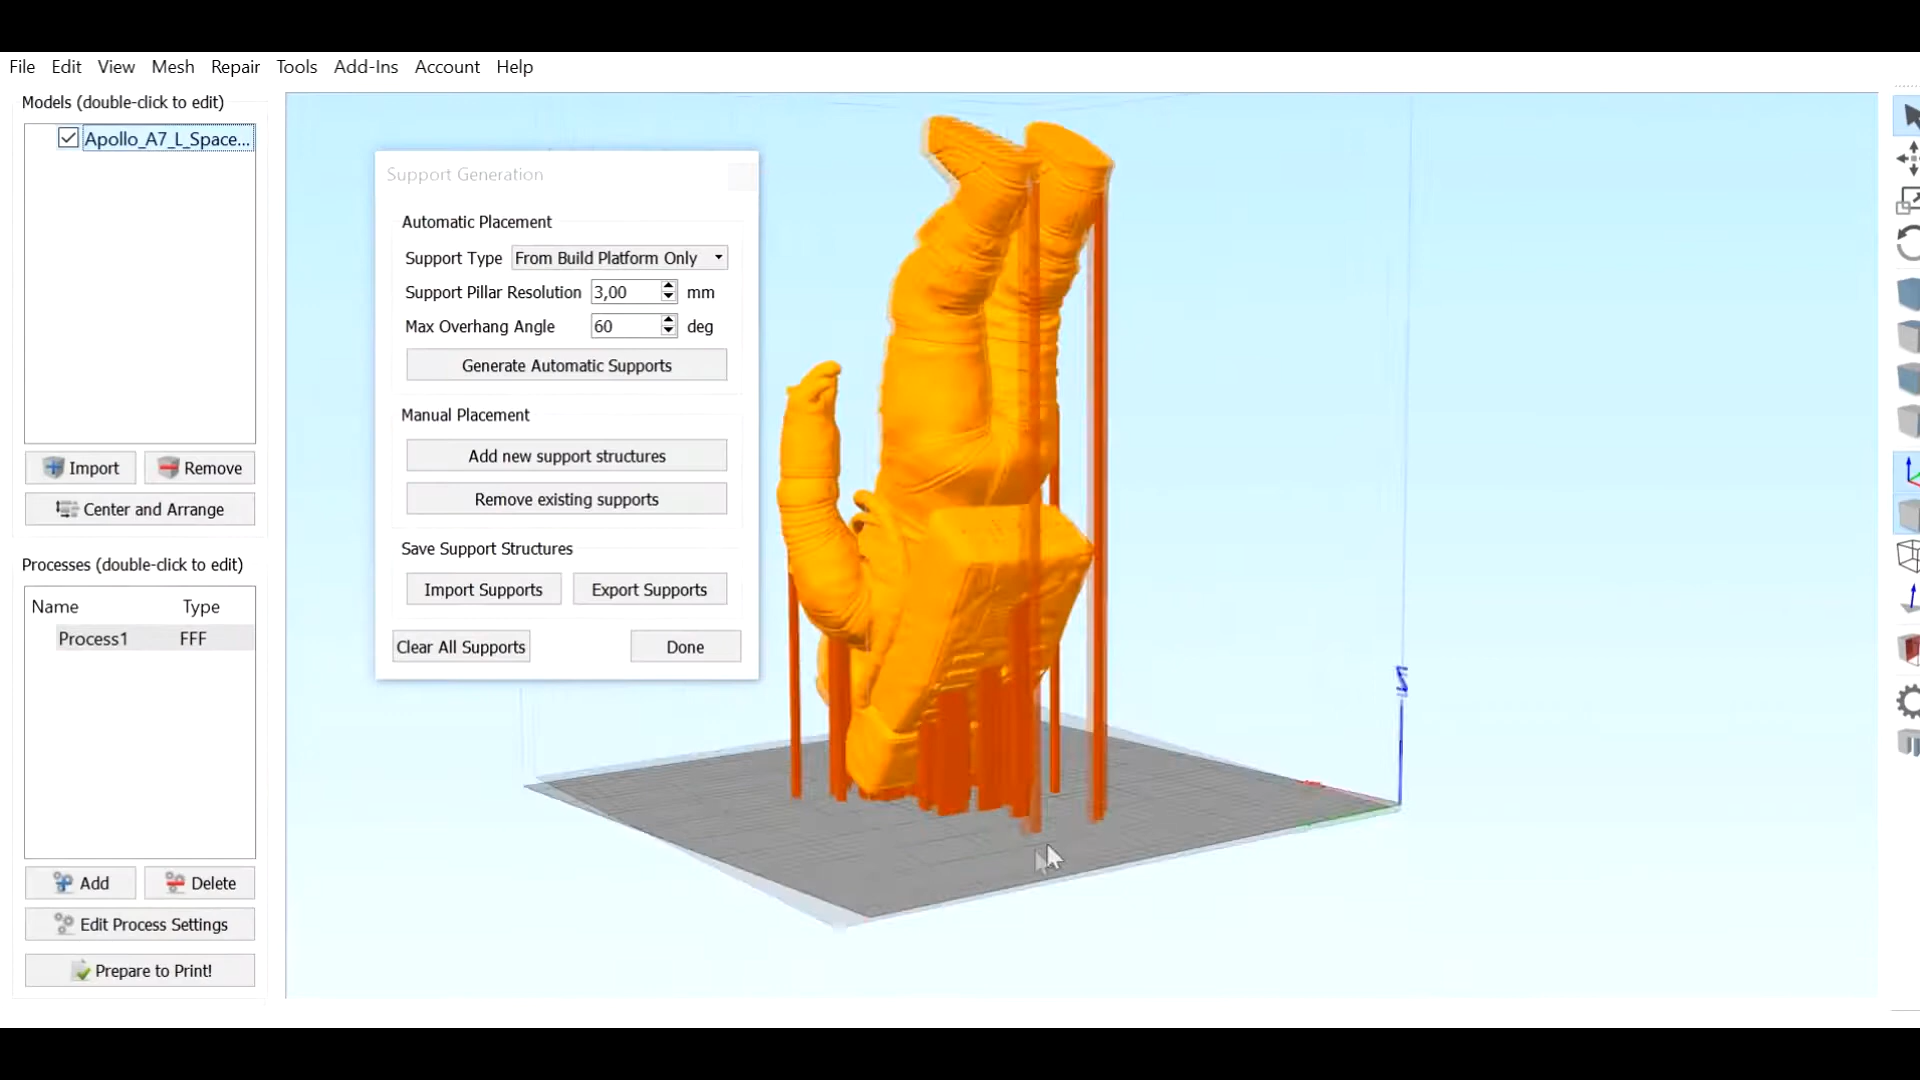 File Edit View Mesh Repair Tools Add-Ins Account Help
Models (double-click to edit)
Apollo_A7_L_Space...
Import Remove
Center and Arrange
Processes (double-click to edit)
Name Type
Process1 FFF
Add Delete
Edit Process Settings
Prepare to Print!
Support Generation
Automatic Placement
Support Type From Build Platform Only
Support Pillar Resolution 3,00 mm
Max Overhang Angle 60 deg
Generate Automatic Supports
Manual Placement
Add new support structures
Remove existing supports
Save Support Structures
Import Supports Export Supports
Clear All Supports Done